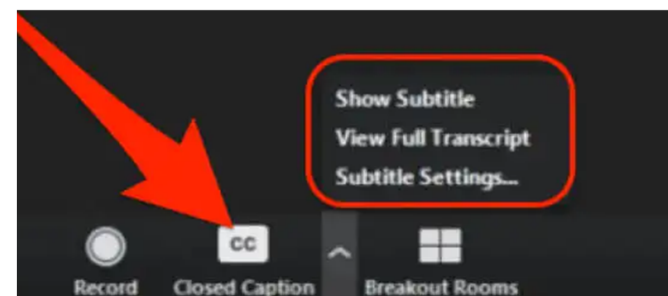 Show Subtitle
View Full Transcript
Subtitle Settings...
CC
Record Closed Caption Breakout Rooms